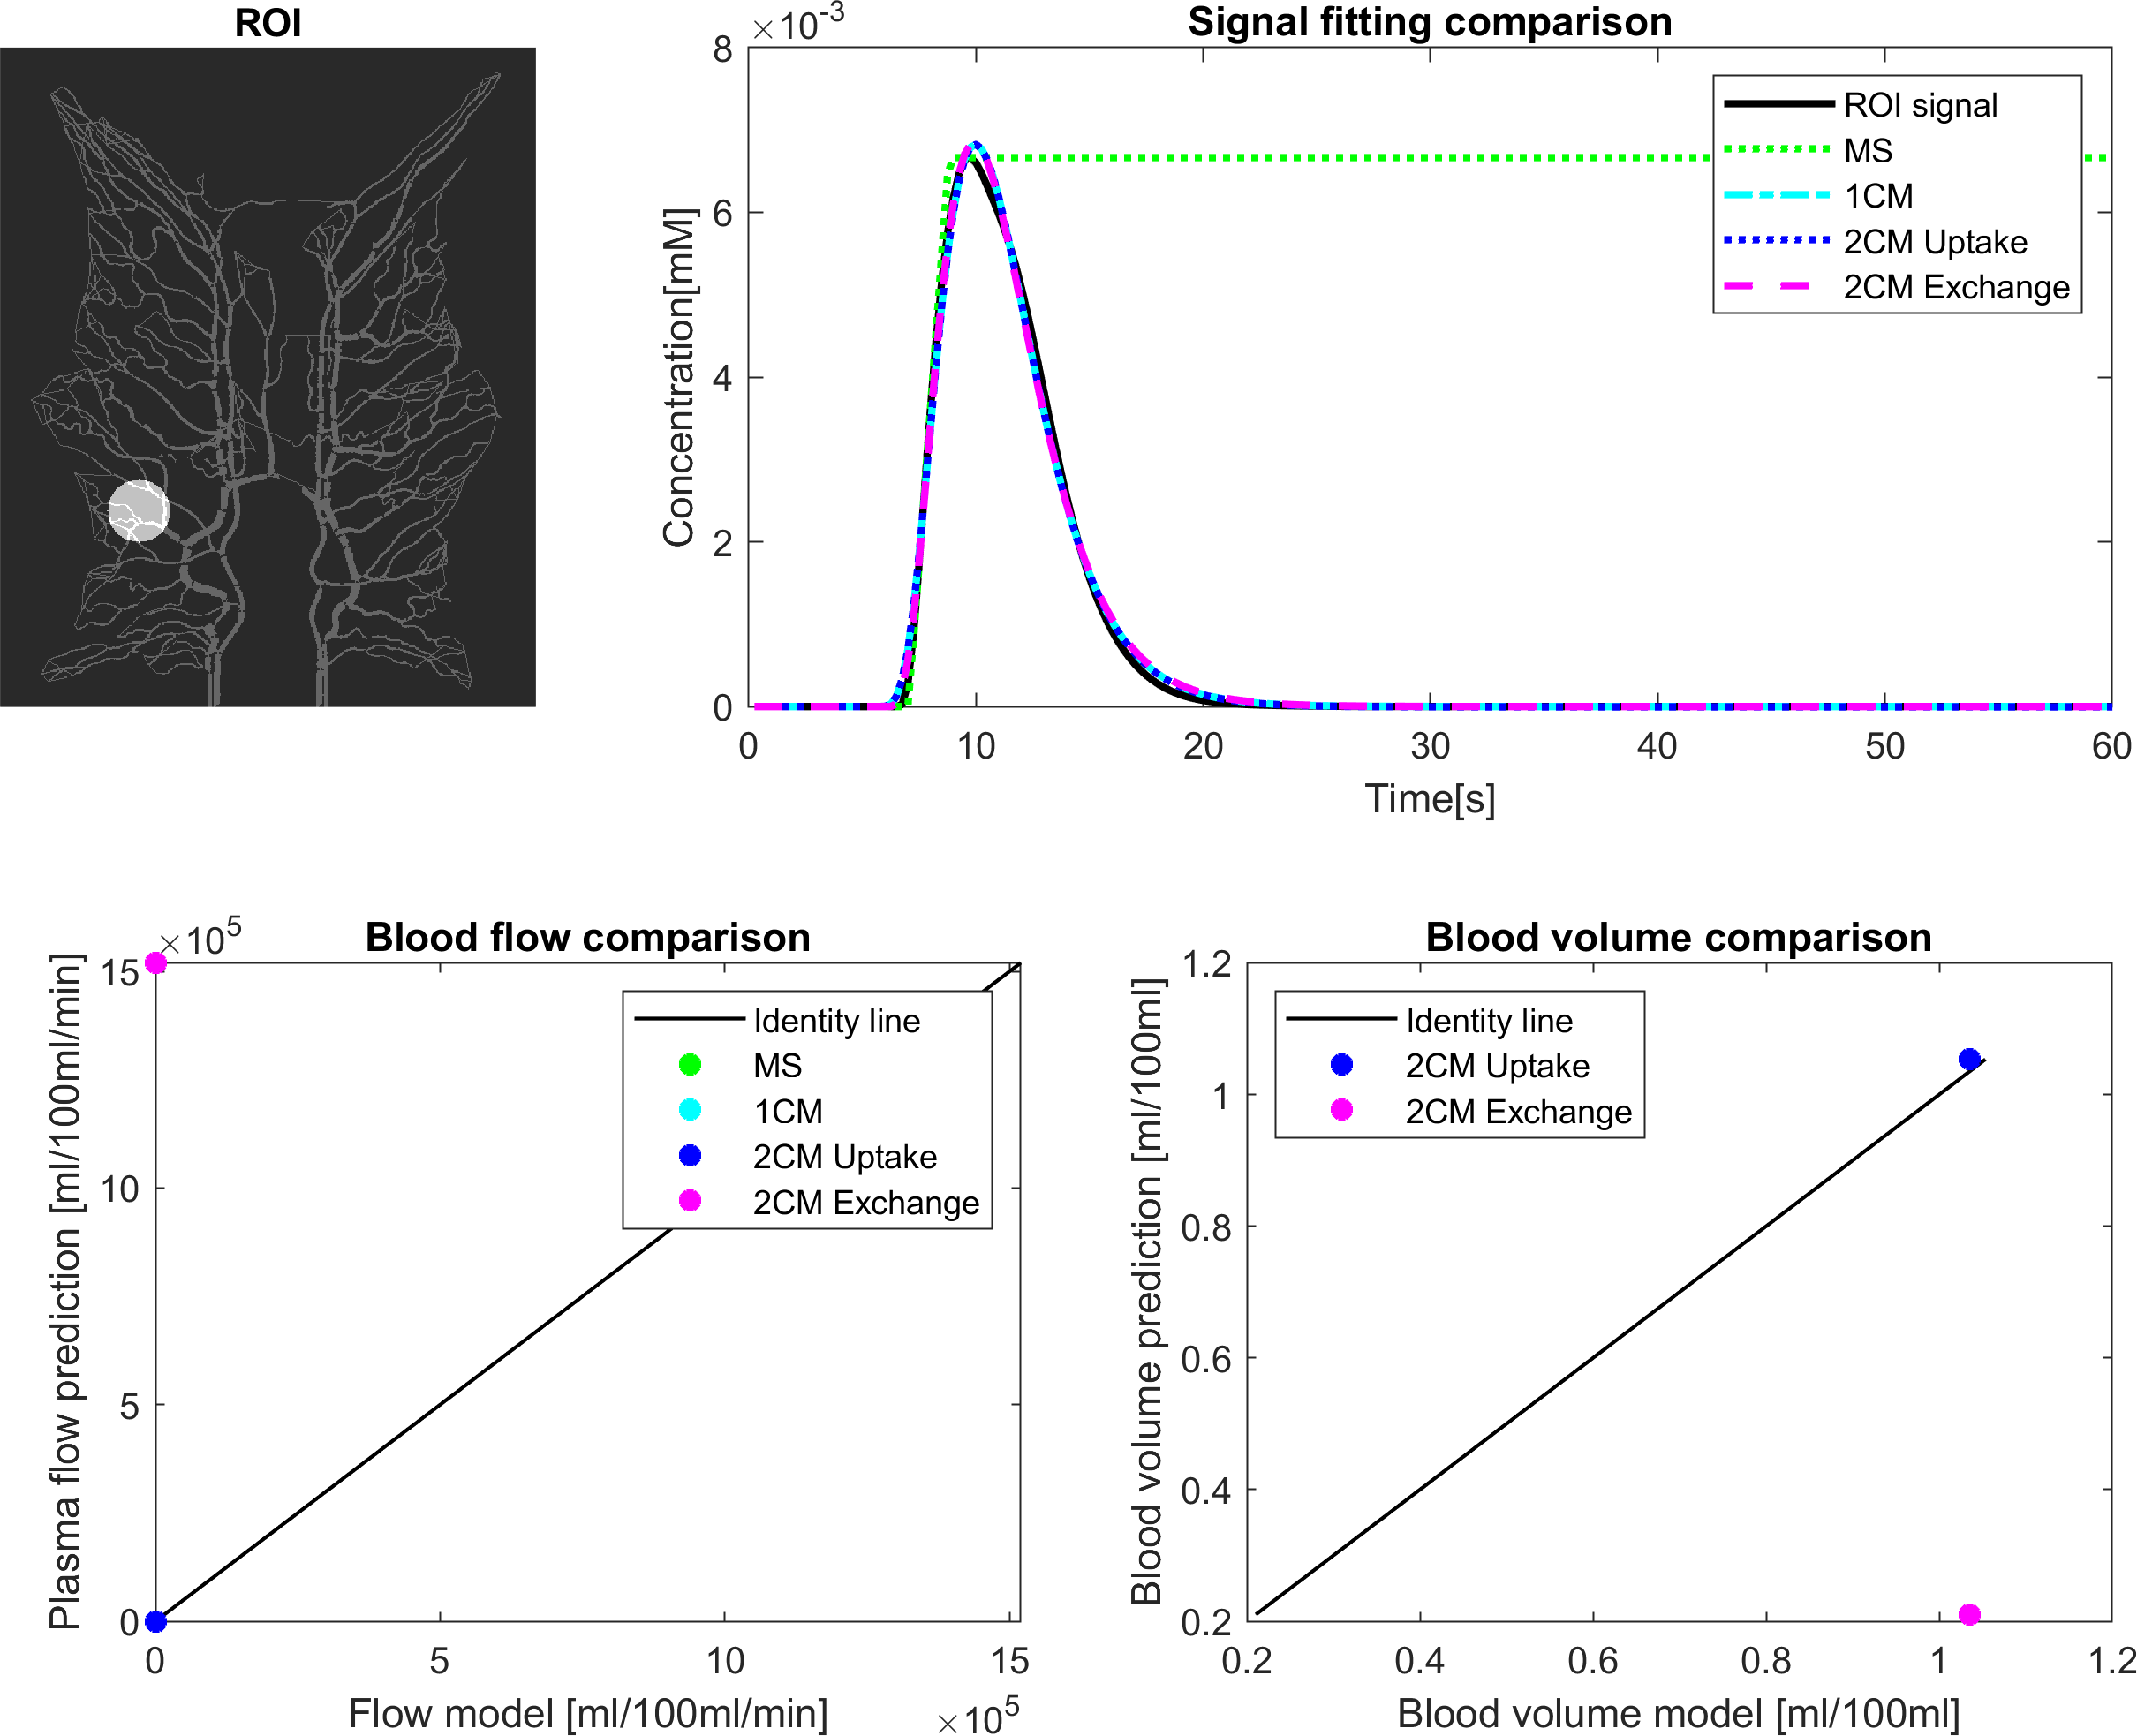 ROI
Signal fitting comparison
×10-3
8
6
4
2
0
Concentration[mM]
0 10 20 30 40 50 60
Time[s]
ROI signal
MS
1CM
2CM Uptake
2CM Exchange
Blood flow comparison
×105
15
10
5
0
Plasma flow prediction [ml/100ml/min]
0 5 10 15
Flow model [ml/100ml/min]
×105
Identity line
MS
1CM
2CM Uptake
2CM Exchange
Blood volume comparison
1.2
1
0.8
0.6
0.4
0.2
Blood volume prediction [ml/100ml]
0.2 0.4 0.6 0.8 1 1.2
Blood volume model [ml/100ml]
Identity line
2CM Uptake
2CM Exchange